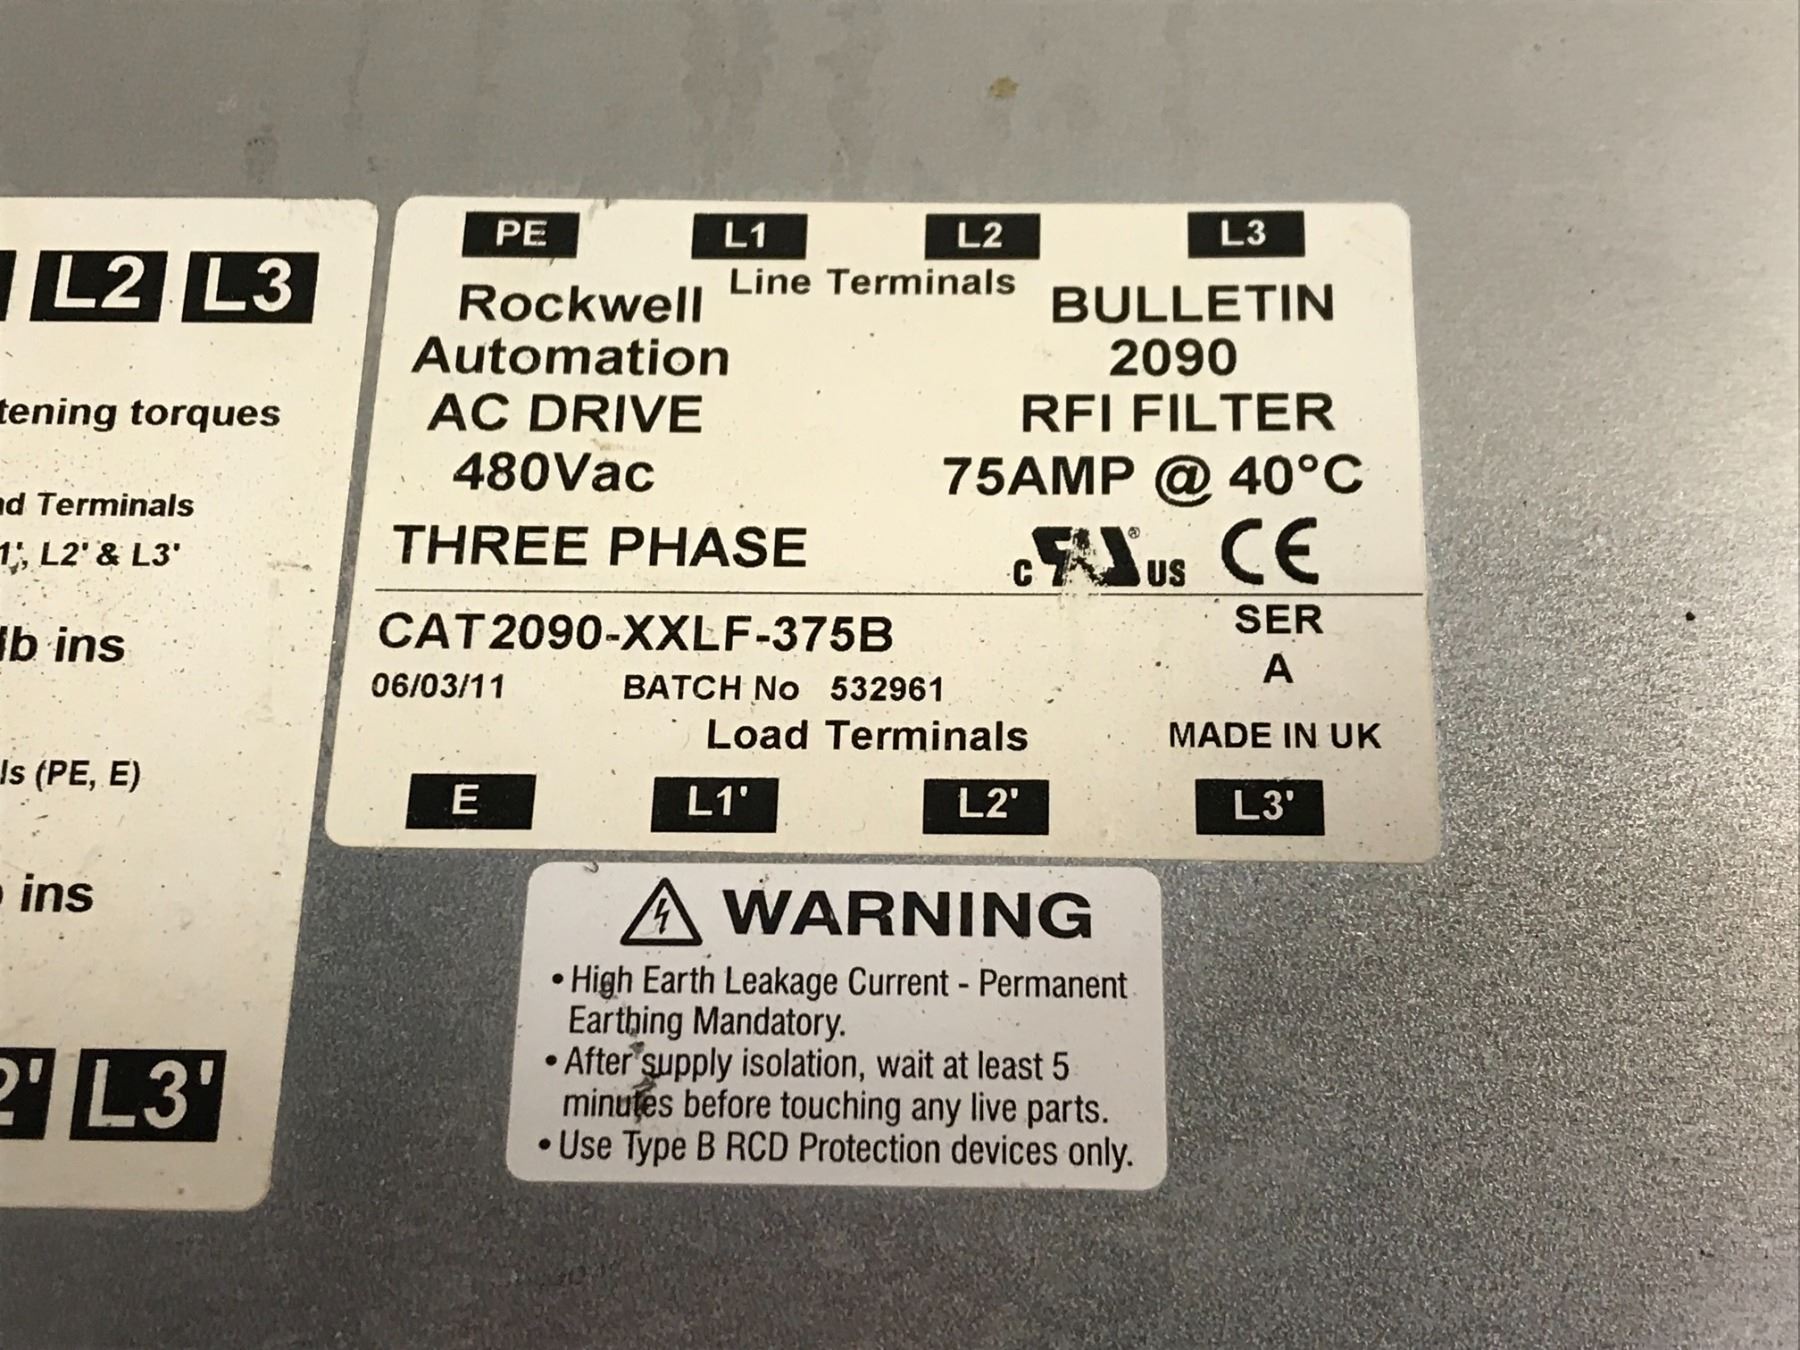 L2 L3
torques
Terminals
L2' & L3'
lb ins
(PE, E)
ins
L3'
PE L1 L2 L3
Line Terminals
Rockwell BULLETIN
Automation 2090
AC DRIVE RFI FILTER
480Vac 75AMP @ 40°C
THREE PHASE c ® US CE
CAT2090-XXLF-375B SER
A
06/03/11 BATCH No 532961
Load Terminals MADE IN UK
E L1' L2' L3'
WARNING
• High Earth Leakage Current - Permanent
Earthing Mandatory.
• After supply isolation, wait at least 5
minutes before touching any live parts.
• Use Type B RCD Protection devices only.